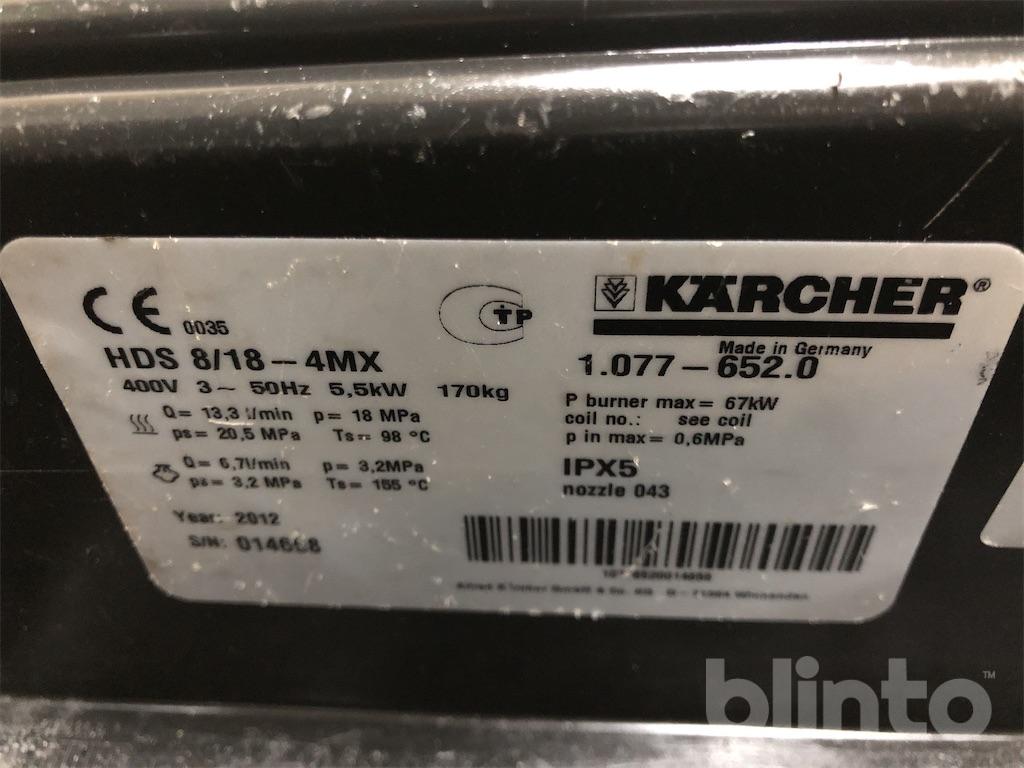 CE 0035
TP
KÄRCHER®
Made in Germany
HDS 8/18-4MX
1.077-652.0
400V 3~ 50Hz 5,5kW 170kg
Q= 13,3 l/min p= 18 MPa
ps= 20,5 MPa Ts= 98 °C
Q= 6,7l/min p= 3,2MPa
ps= 3,2 MPa Ts= 155 °C
Year: 2012
S/N:
P burner max= 67kW
coil no.: see coil
p in max= 0,6MPa
IPX5
nozzle 043
blinto™